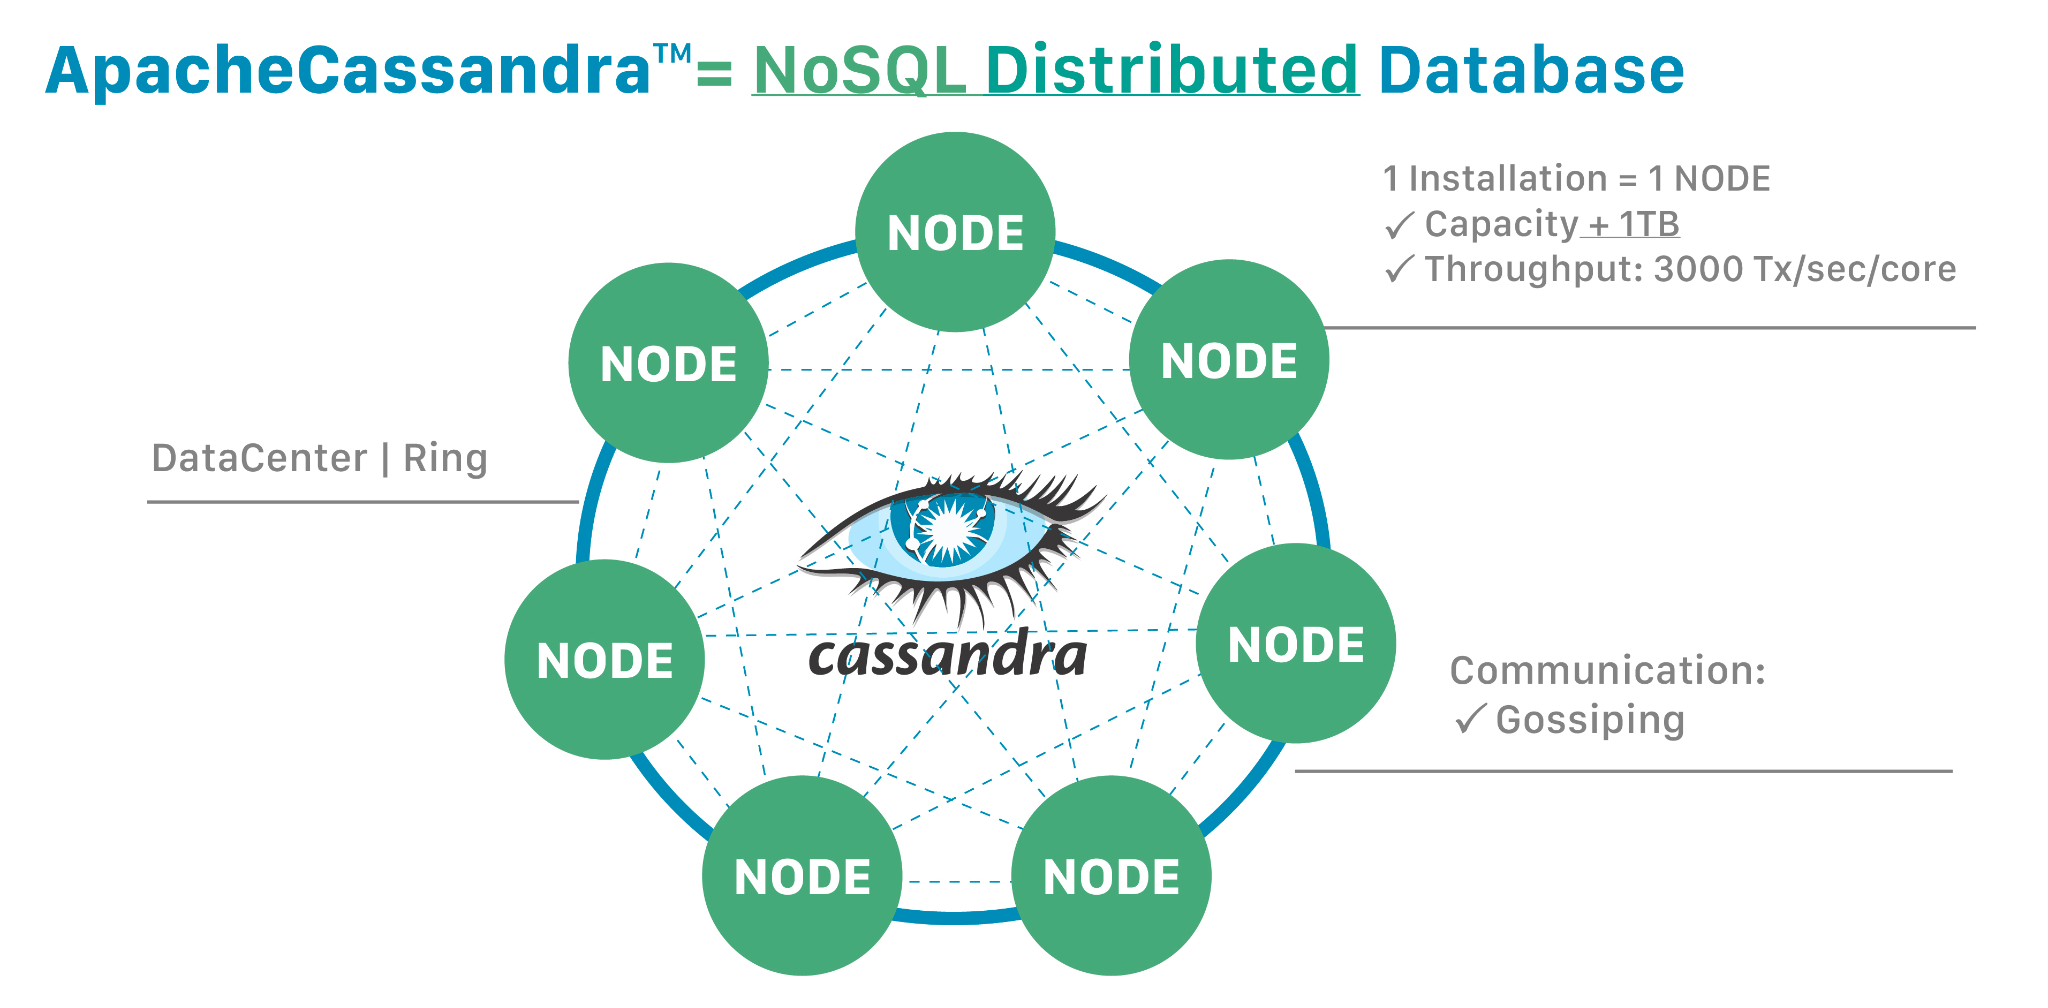 ApacheCassandra™= NoSQL Distributed Database
NODE
1 Installation = 1 NODE
✓ Capacity + 1TB
✓ Throughput: 3000 Tx/sec/core
NODE
NODE
DataCenter | Ring
cassandra
NODE
NODE
Communication:
✓ Gossiping
NODE
NODE